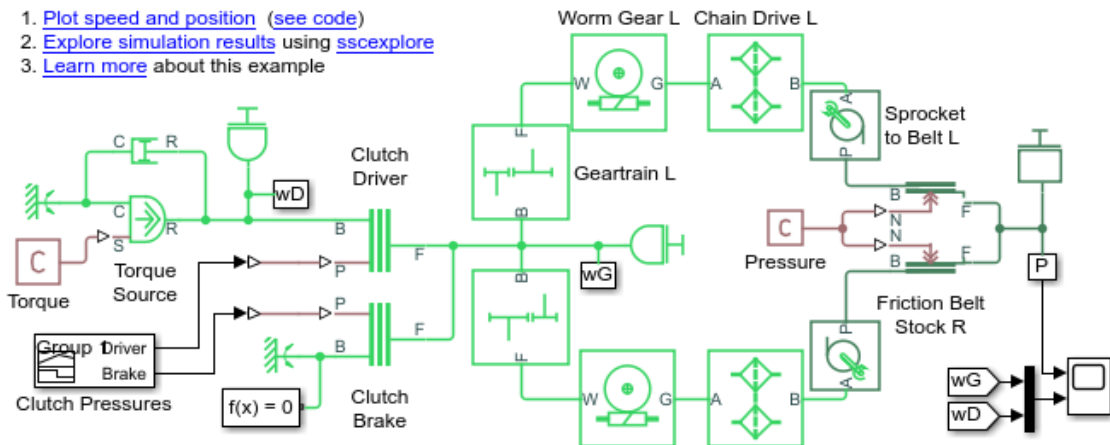 1. Plot speed and position (see code)
2. Explore simulation results using sscexplore
3. Learn more about this example
Worm Gear L
Chain Drive L
W
G
A
B
A
Sprocket
to Belt L
P
F
Geartrain L
B
C
R
Clutch
Driver
wD
C
S
R
B
P
F
C
Torque
Torque
Source
B
N
F
N
C
Pressure
B
F
wG
P
B
F
P
B
F
P
A
Friction Belt
Stock R
Group 1
Driver
Brake
Clutch Pressures
f(x) = 0
Clutch
Brake
W
G
A
B
wG
wD